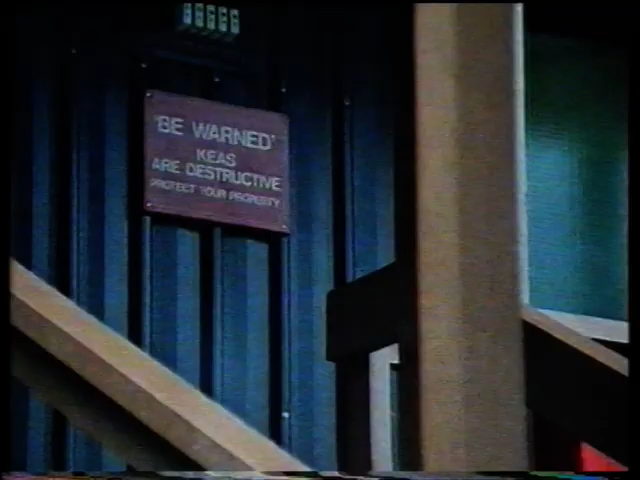 'BE WARNED'
KEAS
ARE DESTRUCTIVE
PROTECT YOUR PROPERTY